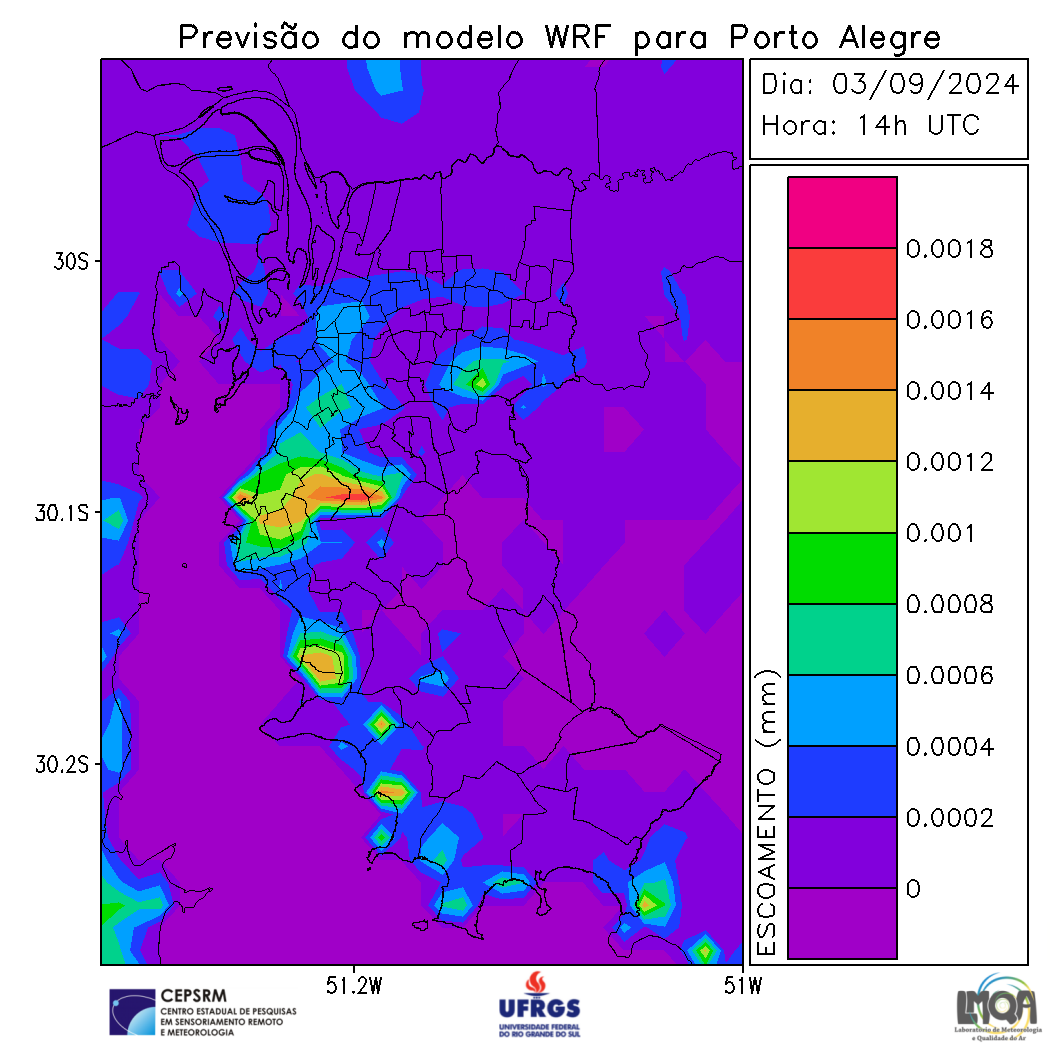 Previsão do modelo WRF para Porto Alegre
Dia: 03/09/2024
Hora: 14h UTC
30S
30.1S
30.2S
51.2W
51W
0.0018
0.0016
0.0014
0.0012
0.001
0.0008
0.0006
0.0004
0.0002
0
ESCOAMENTO (mm)
CEPSRM
CENTRO ESTADUAL DE PESQUISAS
EM SENSORIAMENTO REMOTO
E METEOROLOGIA
UFRGS
UNIVERSIDADE FEDERAL
DO RIO GRANDE DO SUL
LMQA
Laboratório de Meteorologia
e Qualidade do Ar